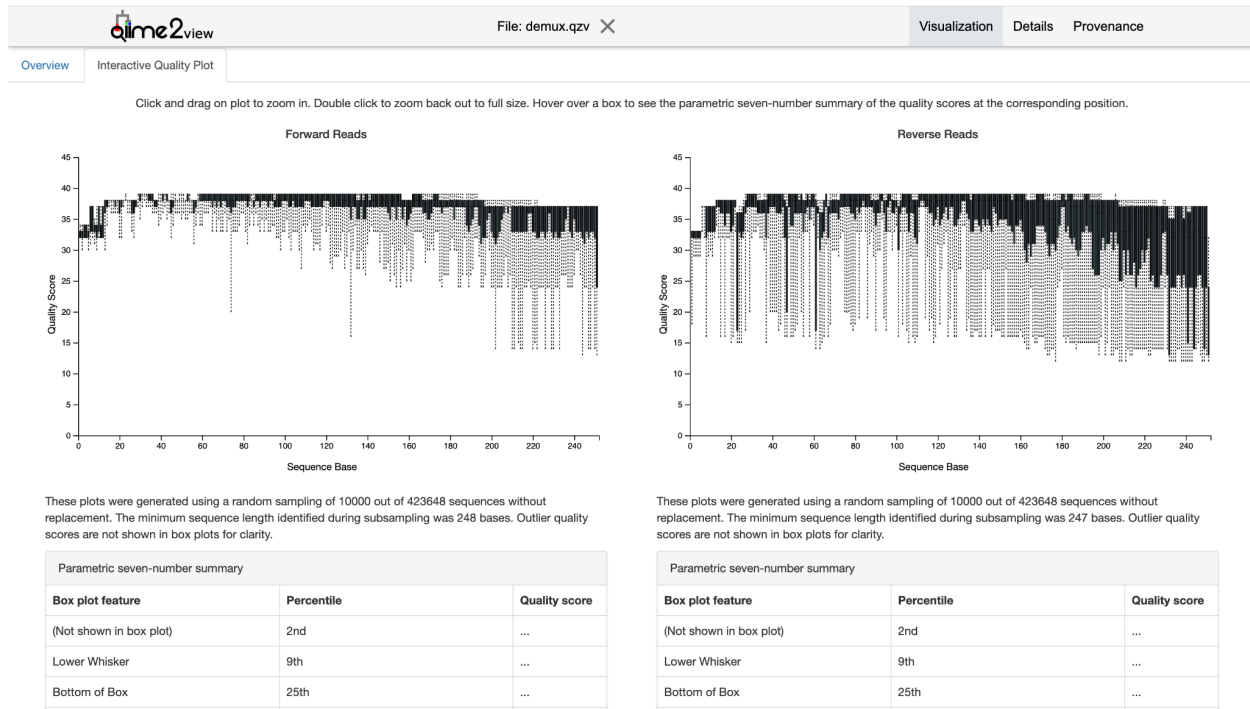 qiime2view
File: demux.qzv
Visualization Details Provenance
Overview Interactive Quality Plot
Click and drag on plot to zoom in. Double click to zoom back out to full size. Hover over a box to see the parametric seven-number summary of the quality scores at the corresponding position.
Forward Reads
45
40
35
30
25
20
15
10
5
0
Quality Score
0 20 40 60 80 100 120 140 160 180 200 220 240
Sequence Base
These plots were generated using a random sampling of 10000 out of 423648 sequences without
replacement. The minimum sequence length identified during subsampling was 248 bases. Outlier quality
scores are not shown in box plots for clarity.
Parametric seven-number summary
Box plot feature Percentile Quality score
(Not shown in box plot) 2nd ...
Lower Whisker 9th ...
Bottom of Box 25th ...
Reverse Reads
45
40
35
30
25
20
15
10
5
0
Quality Score
0 20 40 60 80 100 120 140 160 180 200 220 240
Sequence Base
These plots were generated using a random sampling of 10000 out of 423648 sequences without
replacement. The minimum sequence length identified during subsampling was 247 bases. Outlier quality
scores are not shown in box plots for clarity.
Parametric seven-number summary
Box plot feature Percentile Quality score
(Not shown in box plot) 2nd ...
Lower Whisker 9th ...
Bottom of Box 25th ...